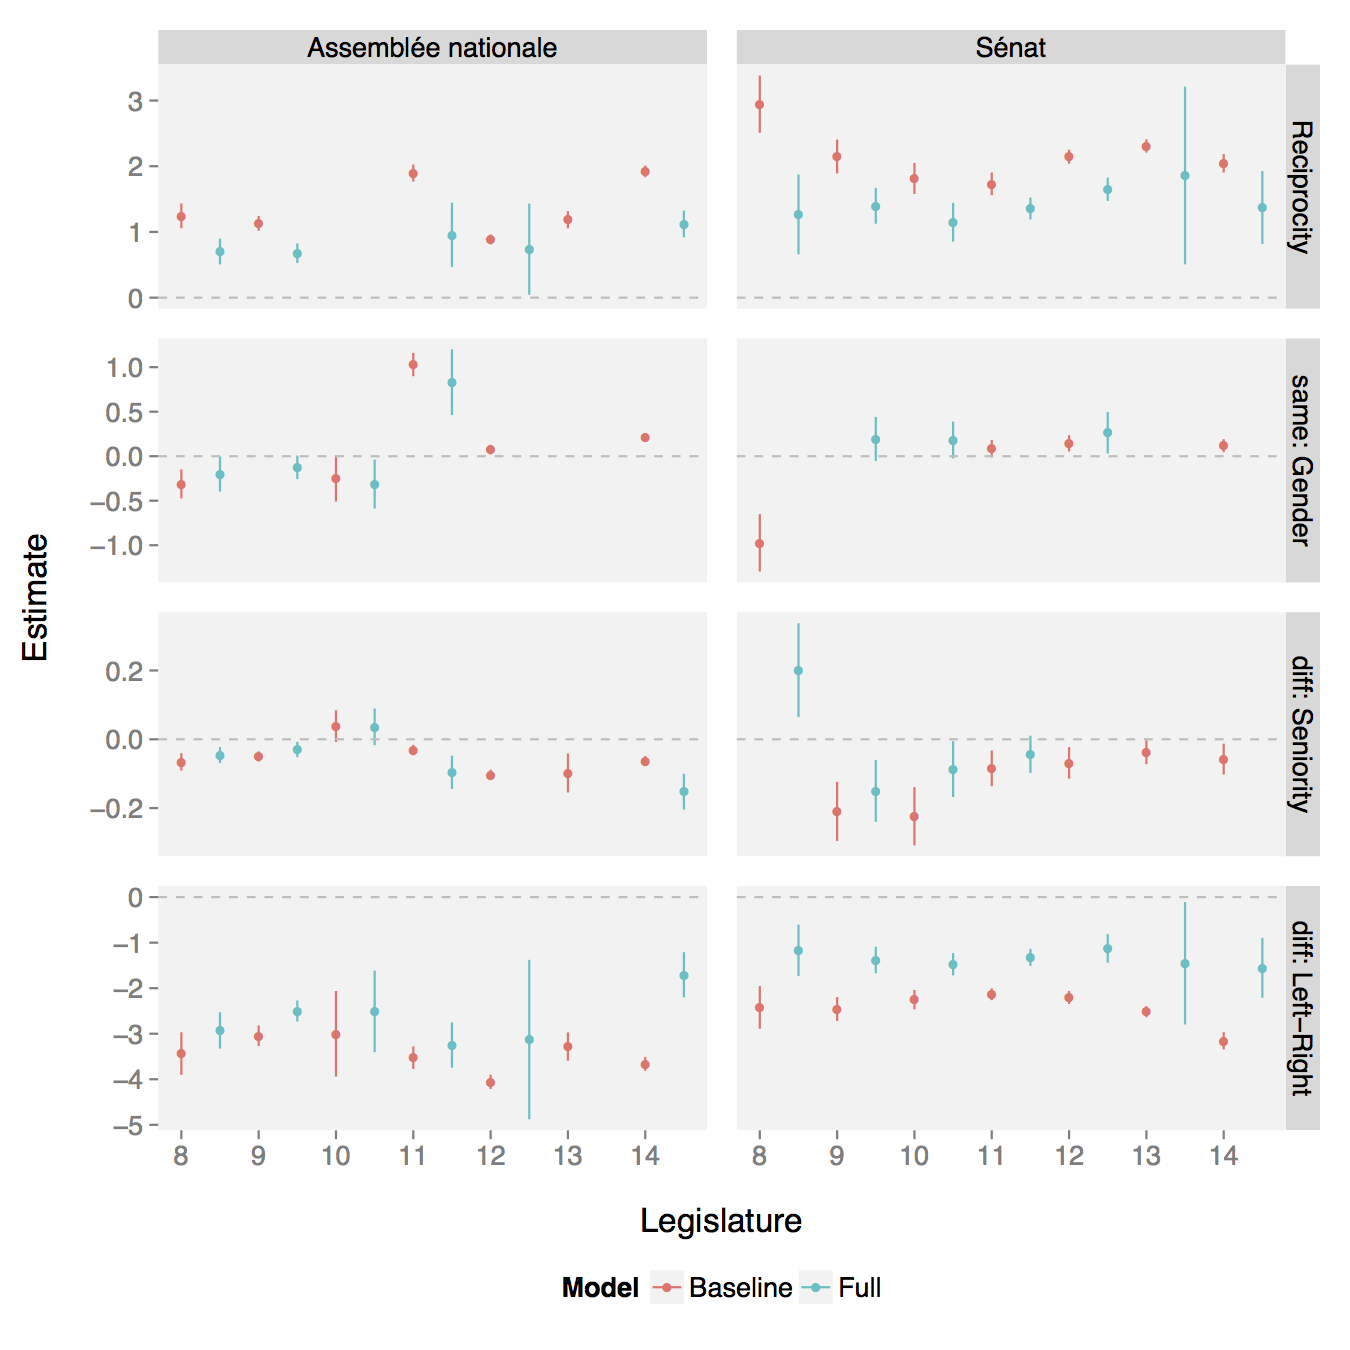 Assemblée nationale
Sénat
3
2
1
0
Reciprocity
1.0
0.5
0.0
−0.5
−1.0
same: Gender
Estimate
0.2
0.0
−0.2
diff: Seniority
0
−1
−2
−3
−4
−5
diff: Left−Right
8 9 10 11 12 13 14
8 9 10 11 12 13 14
Legislature
Model Baseline Full